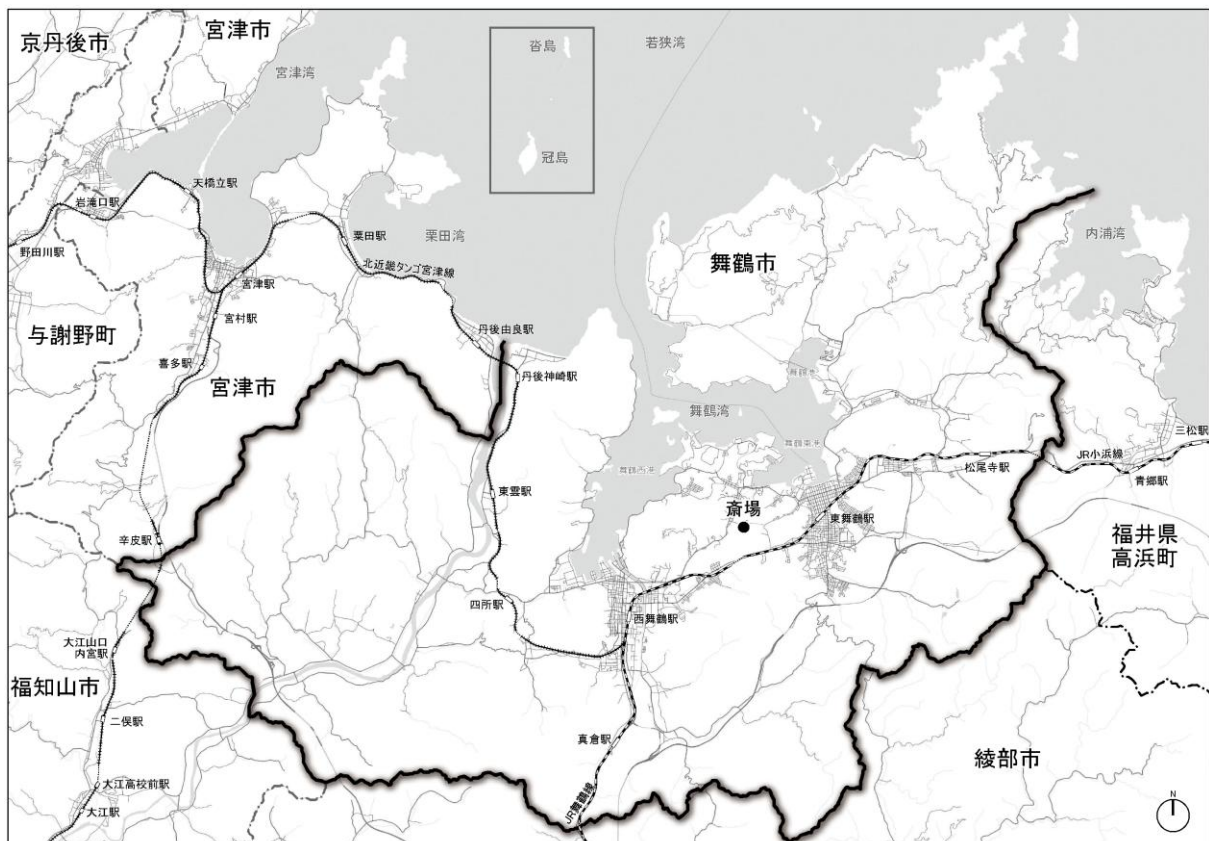 京丹後市
宮津市
宮津湾
沓島
若狭湾
冠島
天橋立駅
岩滝口駅
野田川駅
栗田駅
栗田湾
北近畿タンゴ宮津線
内浦湾
舞鶴市
宮津駅
宮村駅
与謝野町
喜多駅
宮津市
丹後由良駅
丹後神崎駅
舞鶴湾
舞鶴東港
舞鶴西港
三松駅
JR小浜線
青郷駅
松尾寺駅
東雲駅
斎場
東舞鶴駅
福井県
高浜町
辛皮駅
四所駅
西舞鶴駅
大江山口
内宮駅
福知山市
二俣駅
真倉駅
綾部市
大江高校前駅
大江駅
JR舞鶴線
N